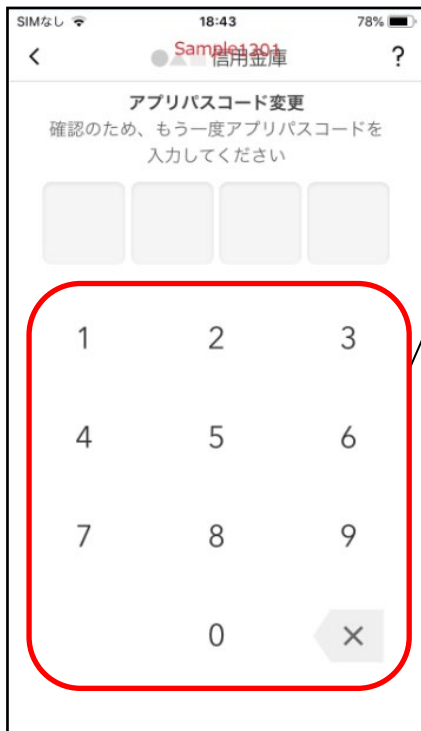 SIMなし 18:43 78%
< ●▲■信用金庫 ?
Sample1201
アプリパスコード変更
確認のため、もう一度アプリパスコードを
入力してください
1 2 3
4 5 6
7 8 9
0 ×